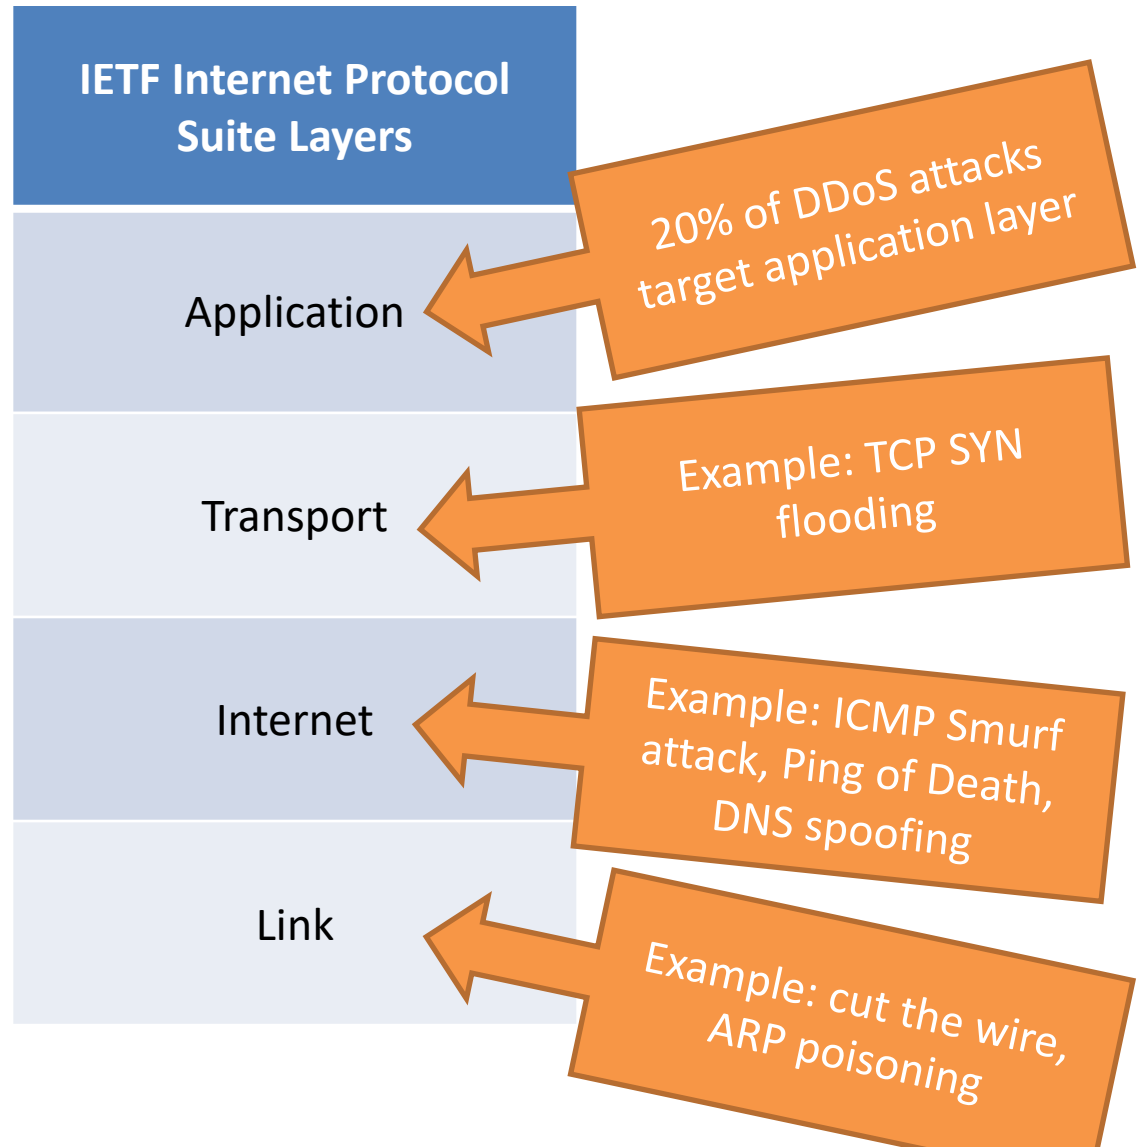 IETF Internet Protocol
Suite Layers
20% of DDoS attacks
target application layer
Application
Example: TCP SYN
flooding
Transport
Example: ICMP Smurf
attack, Ping of Death,
DNS spoofing
Internet
Example: cut the wire,
ARP poisoning
Link